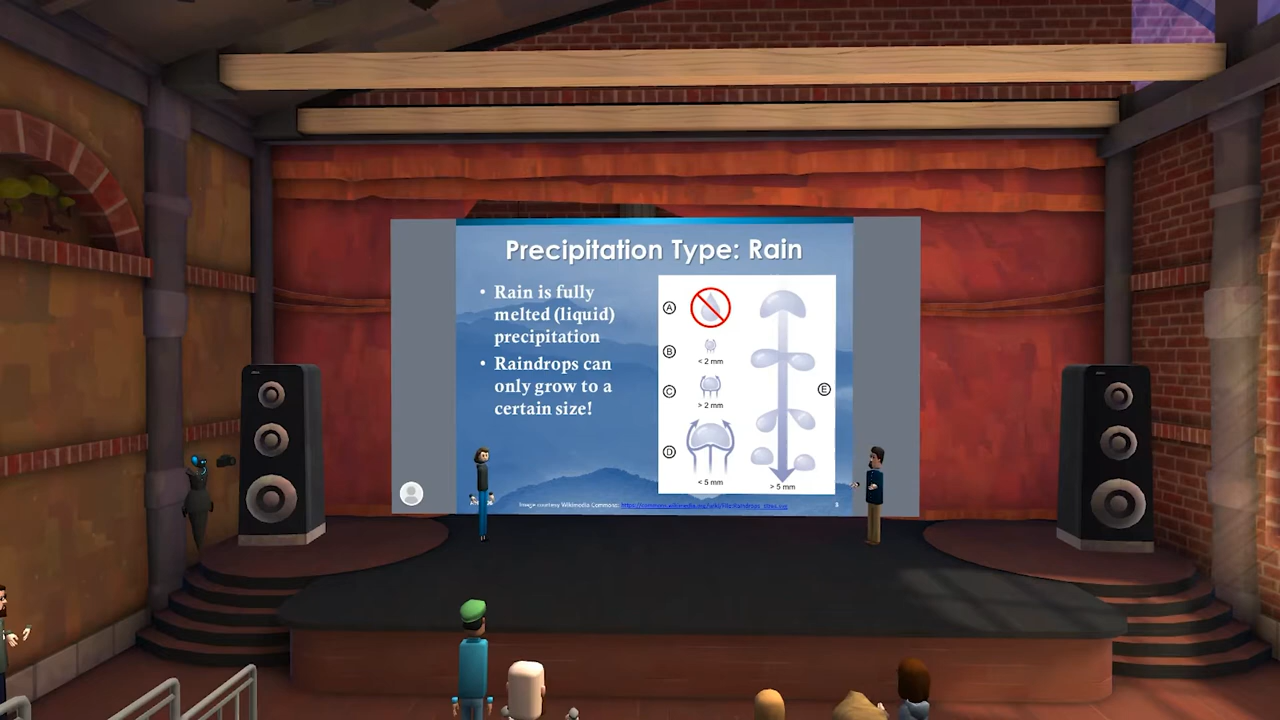 Precipitation Type: Rain
• Rain is fully
melted (liquid)
precipitation
• Raindrops can
only grow to a
certain size!
A
B
< 2 mm
C
> 2 mm
D
< 5 mm
E
> 5 mm
Image courtesy Wikimedia Commons: